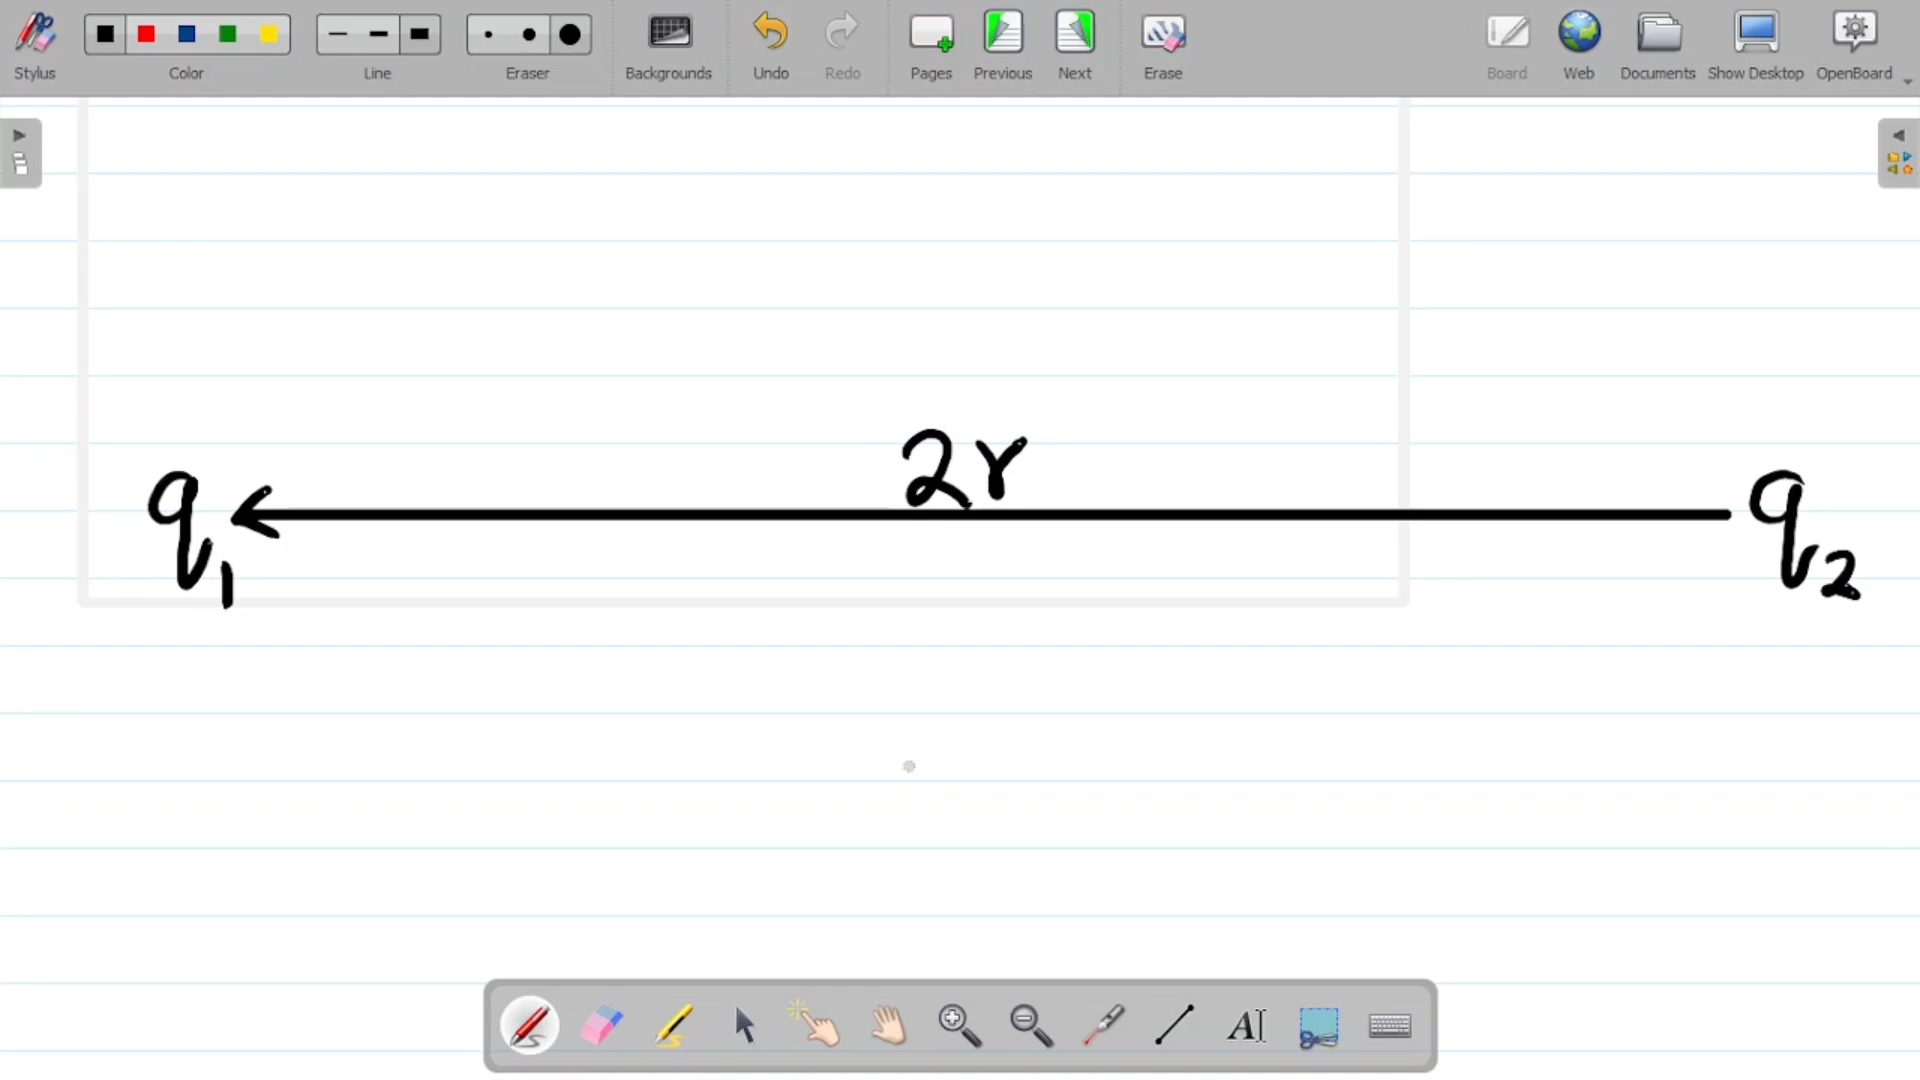 Stylus Color Line Eraser Backgrounds Undo Redo Pages Previous Next Erase Board Web Documents Show Desktop OpenBoard
2r
q1 q2
A